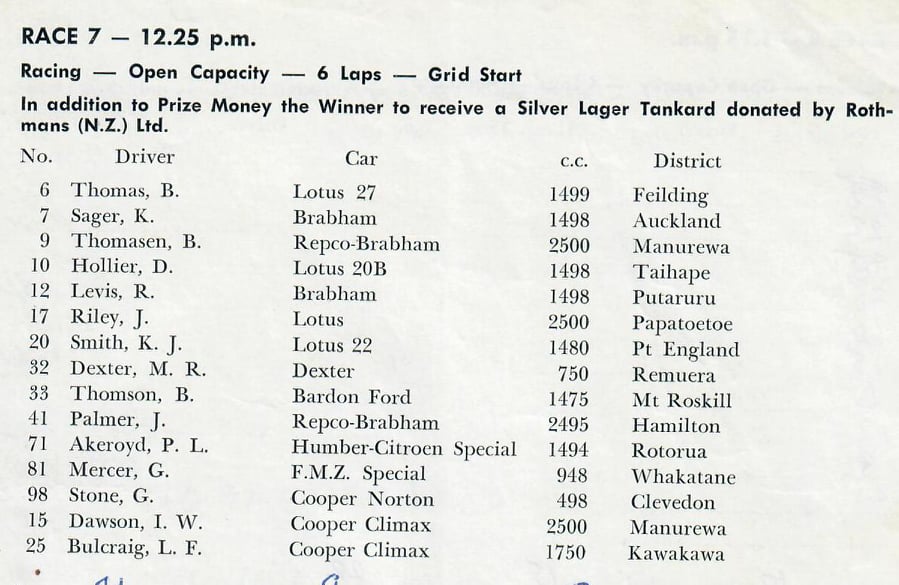 RACE 7 — 12.25 p.m.
Racing — Open Capacity — 6 Laps — Grid Start
In addition to Prize Money the Winner to receive a Silver Lager Tankard donated by Roth-
mans (N.Z.) Ltd.
No. Driver Car c.c. District
6 Thomas, B. Lotus 27 1499 Feilding
7 Sager, K. Brabham 1498 Auckland
9 Thomasen, B. Repco-Brabham 2500 Manurewa
10 Hollier, D. Lotus 20B 1498 Taihape
12 Levis, R. Brabham 1498 Putaruru
17 Riley, J. Lotus 2500 Papatoetoe
20 Smith, K. J. Lotus 22 1480 Pt England
32 Dexter, M. R. Dexter 750 Remuera
33 Thomson, B. Bardon Ford 1475 Mt Roskill
41 Palmer, J. Repco-Brabham 2495 Hamilton
71 Akeroyd, P. L. Humber-Citroen Special 1494 Rotorua
81 Mercer, G. F.M.Z. Special 948 Whakatane
98 Stone, G. Cooper Norton 498 Clevedon
15 Dawson, I. W. Cooper Climax 2500 Manurewa
25 Bulcraig, L. F. Cooper Climax 1750 Kawakawa